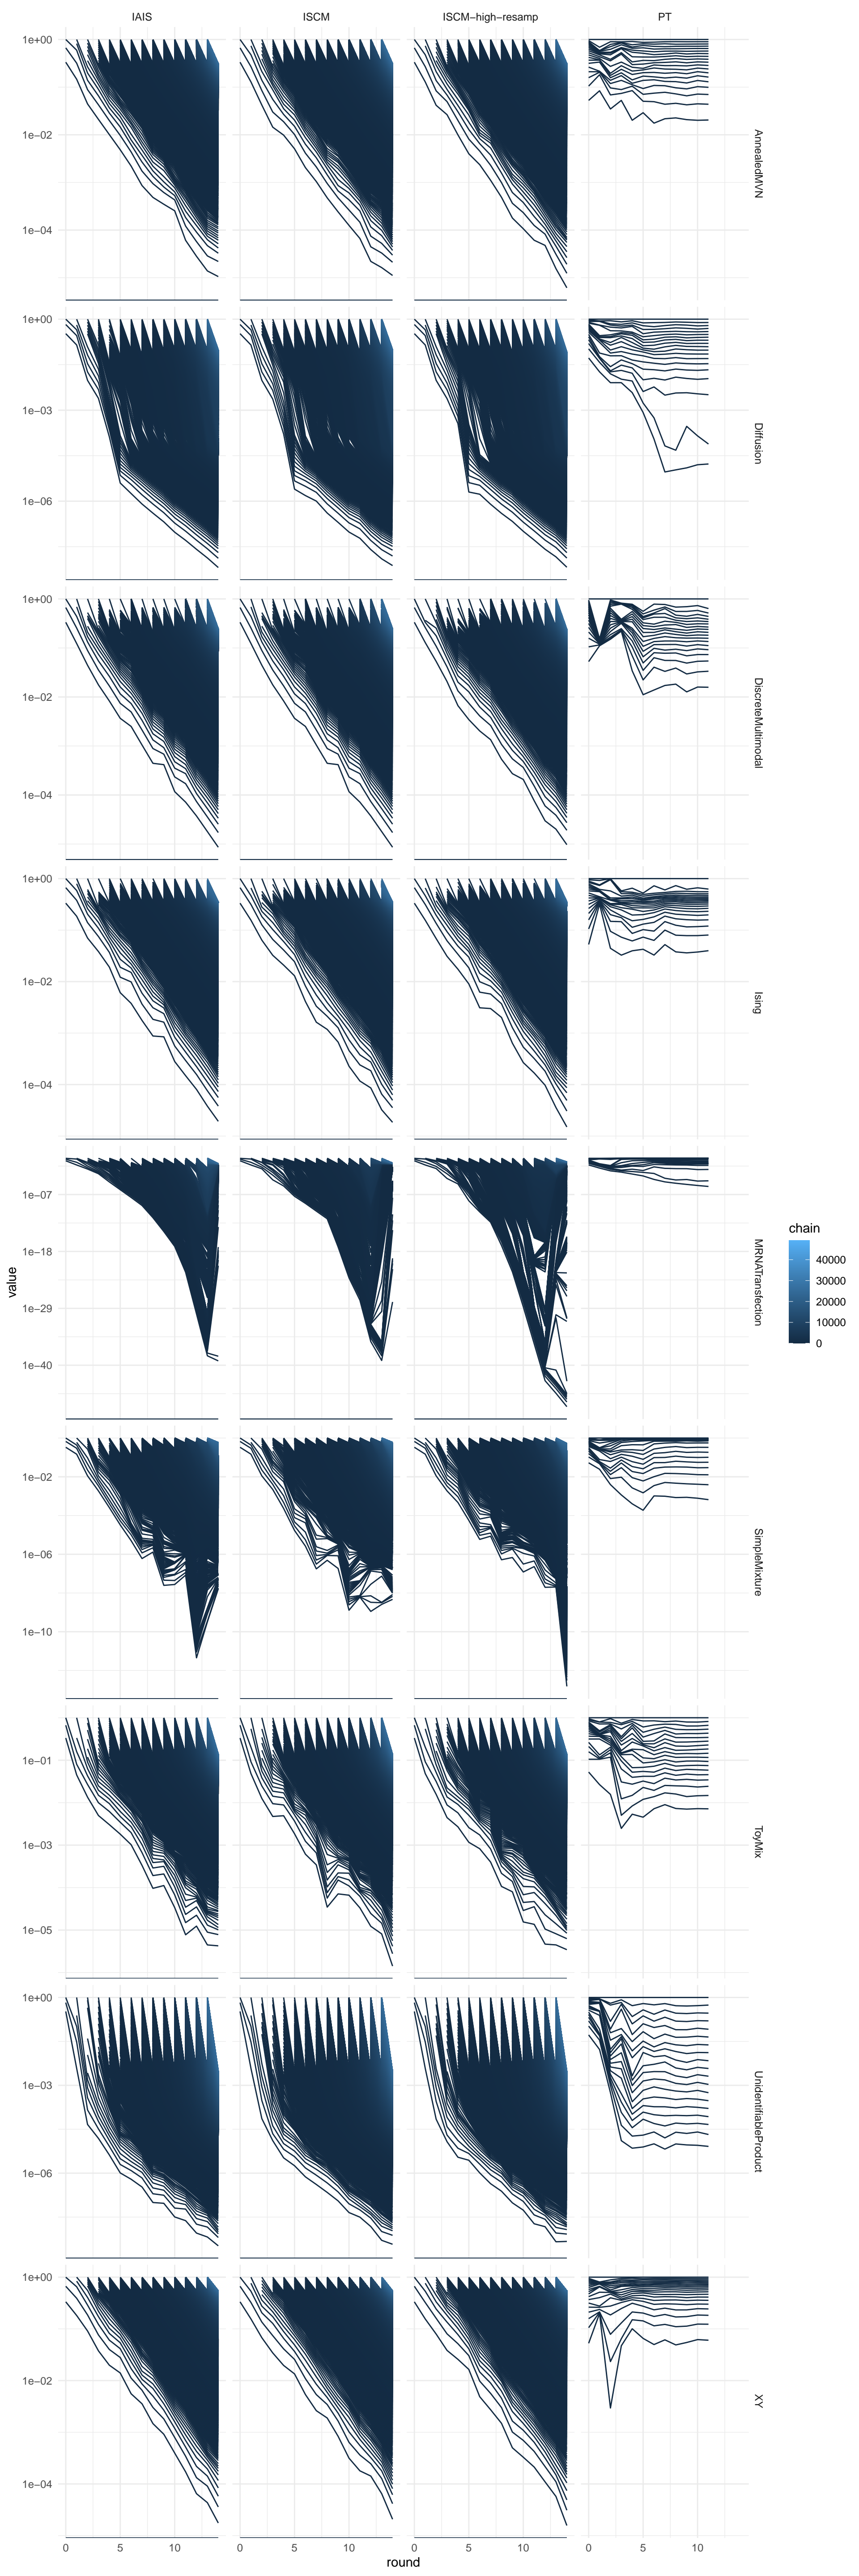 IAIS ISCM ISCM−high−resamp PT
1e+00
1e−02
1e−04
AnnealedMVN
1e+00
1e−03
1e−06
Diffusion
1e+00
1e−02
1e−04
DiscreteMultimodal
1e+00
1e−02
1e−04
Ising
1e−07
1e−18
1e−29
1e−40
MRNATransfection
1e−02
1e−06
1e−10
SimpleMixture
1e−01
1e−03
1e−05
ToyMix
1e+00
1e−03
1e−06
UnidentifiableProduct
1e+00
1e−02
1e−04
XY
0 5 10 0 5 10 0 5 10 0 5 10
round
value
chain
40000
30000
20000
10000
0